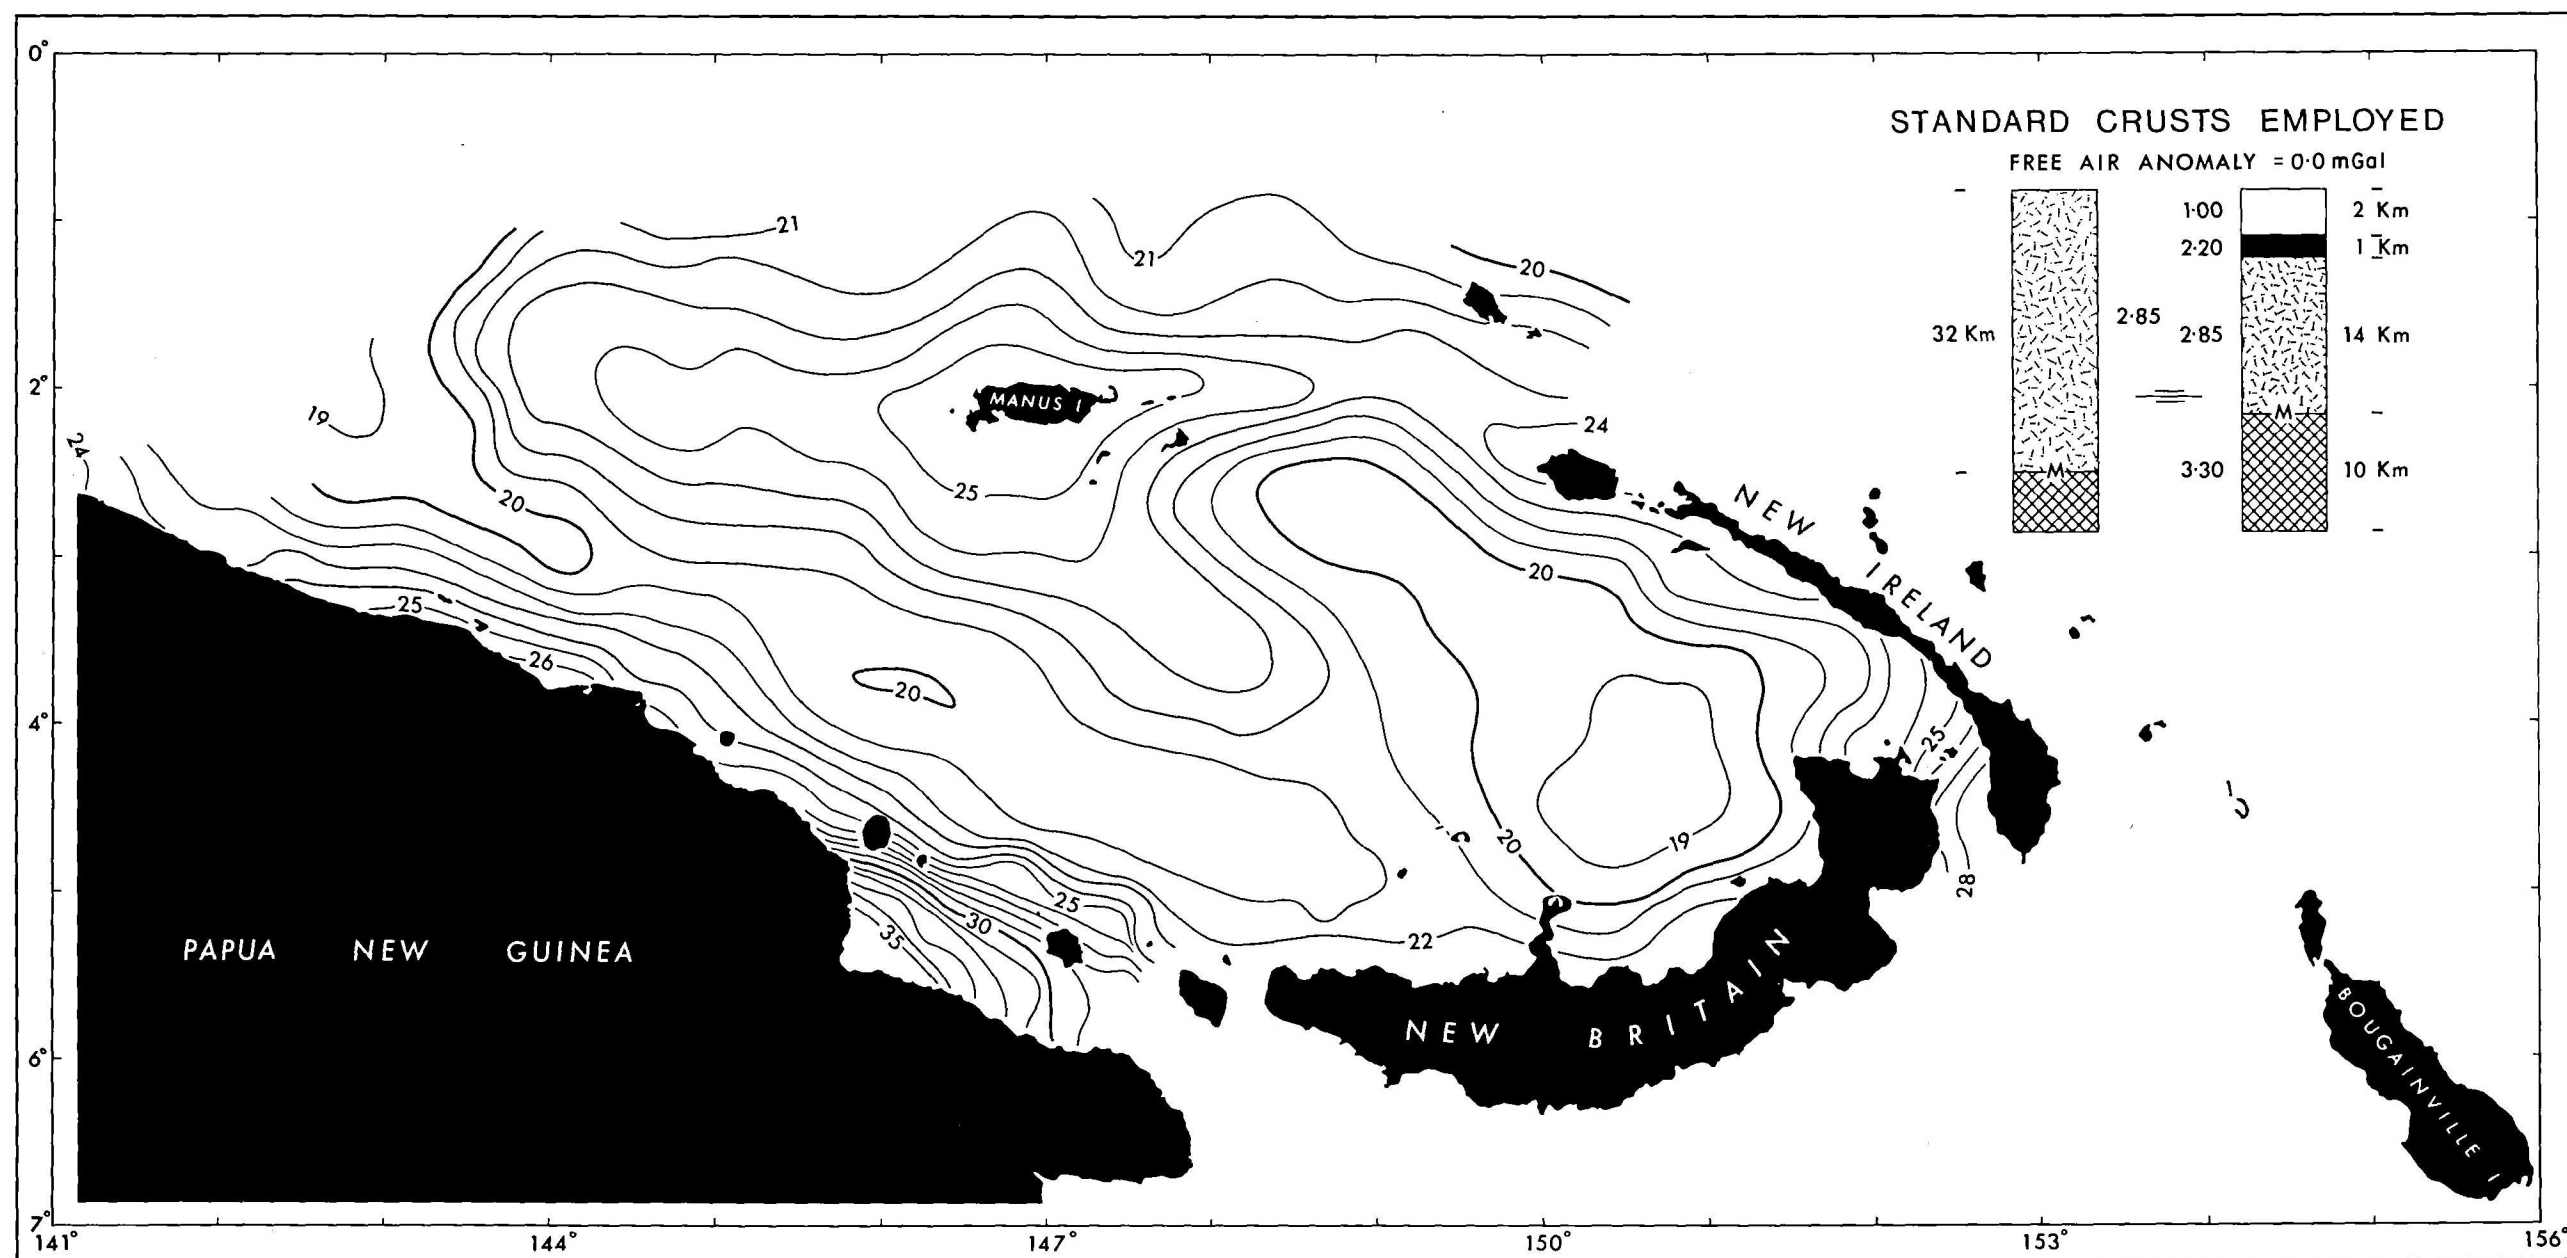 0°
STANDARD CRUSTS EMPLOYED
FREE AIR ANOMALY = 0·0 mGal
1·00 2 Km
2·20 1 Km
32 Km 2·85 2·85 14 Km
M
M
3·30 10 Km
21
21
20
2°
19
MANUS I
24
24
25
20
NEW IRELAND
20
25
26
20
4°
25
20
19
28
25
30
35
22
PAPUA NEW GUINEA
NEW BRITAIN
BOUGAINVILLE I
6°
7°
141° 144° 147° 150° 153° 156°